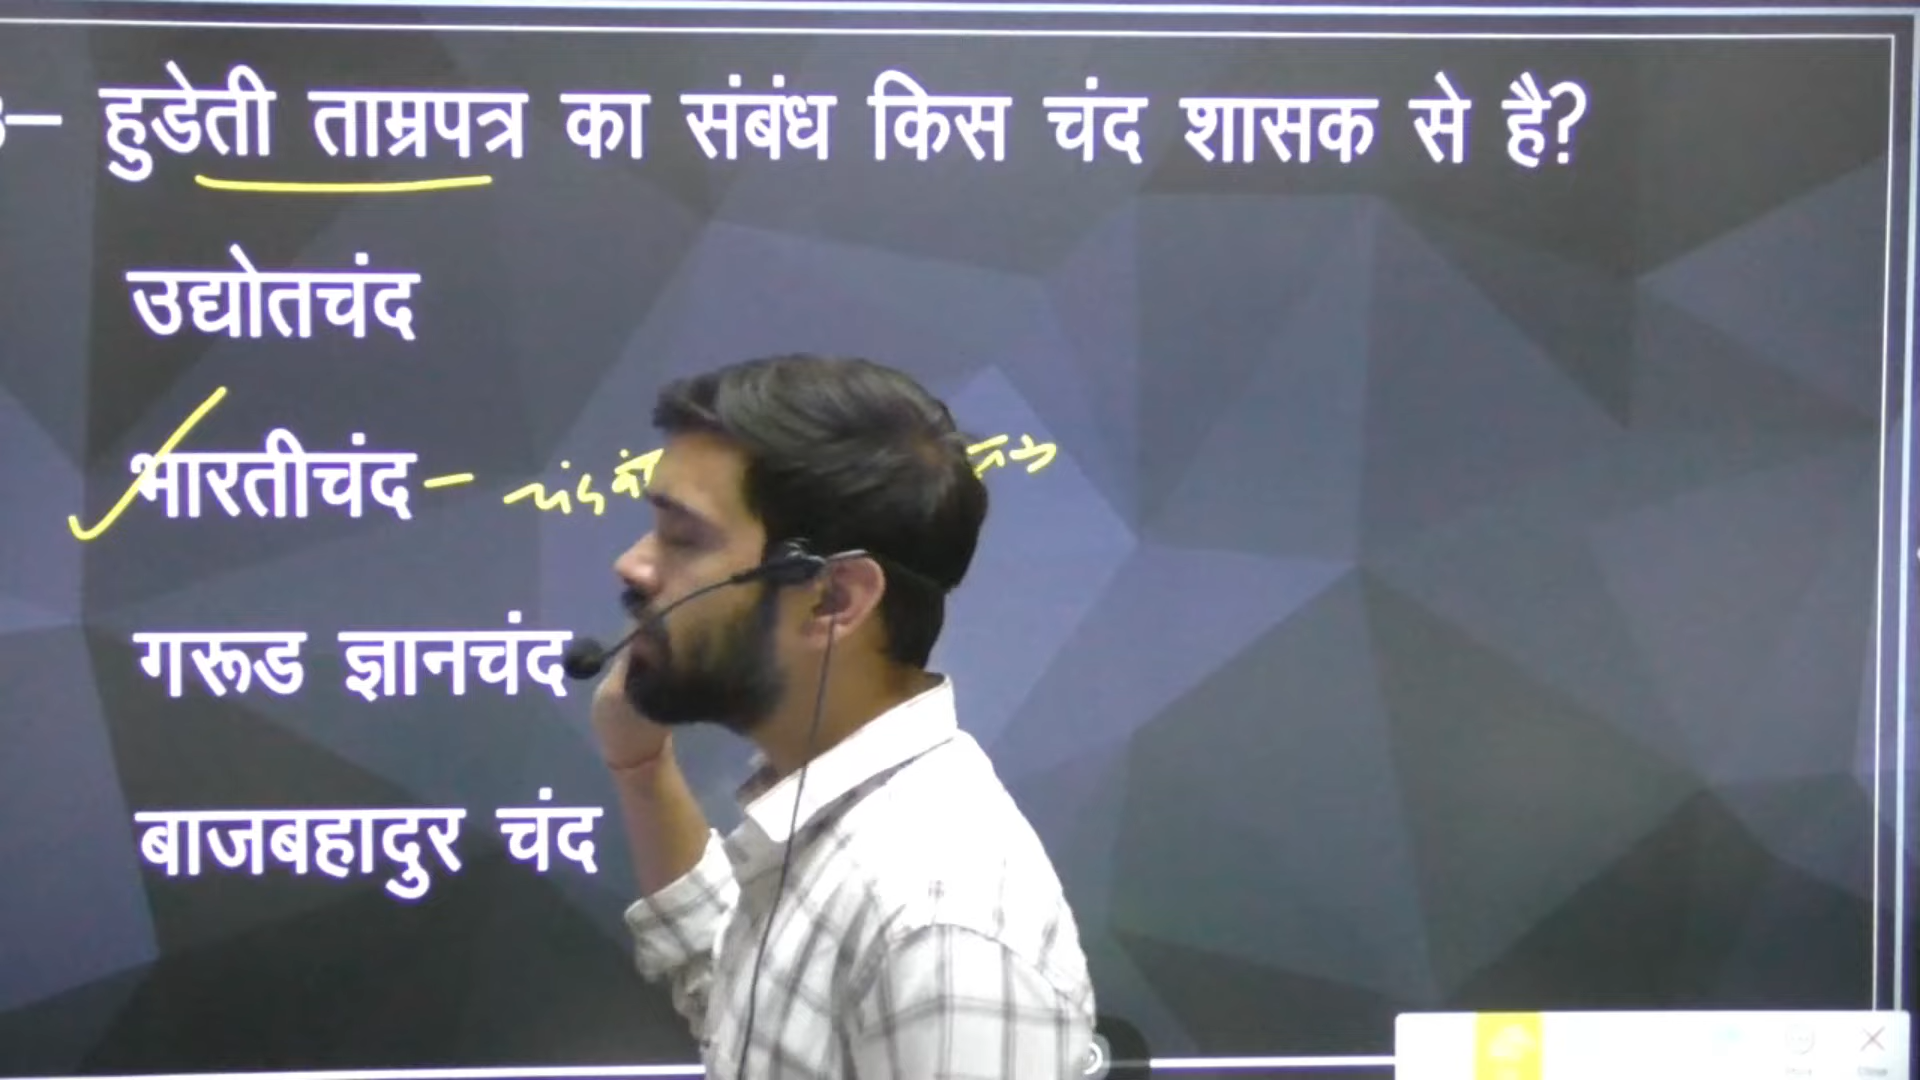 – हुडेती ताम्रपत्र का संबंध किस चंद शासक से है?
उद्योतचंद
भारतीचंद –
गरूड ज्ञानचंद
बाजबहादुर चंद